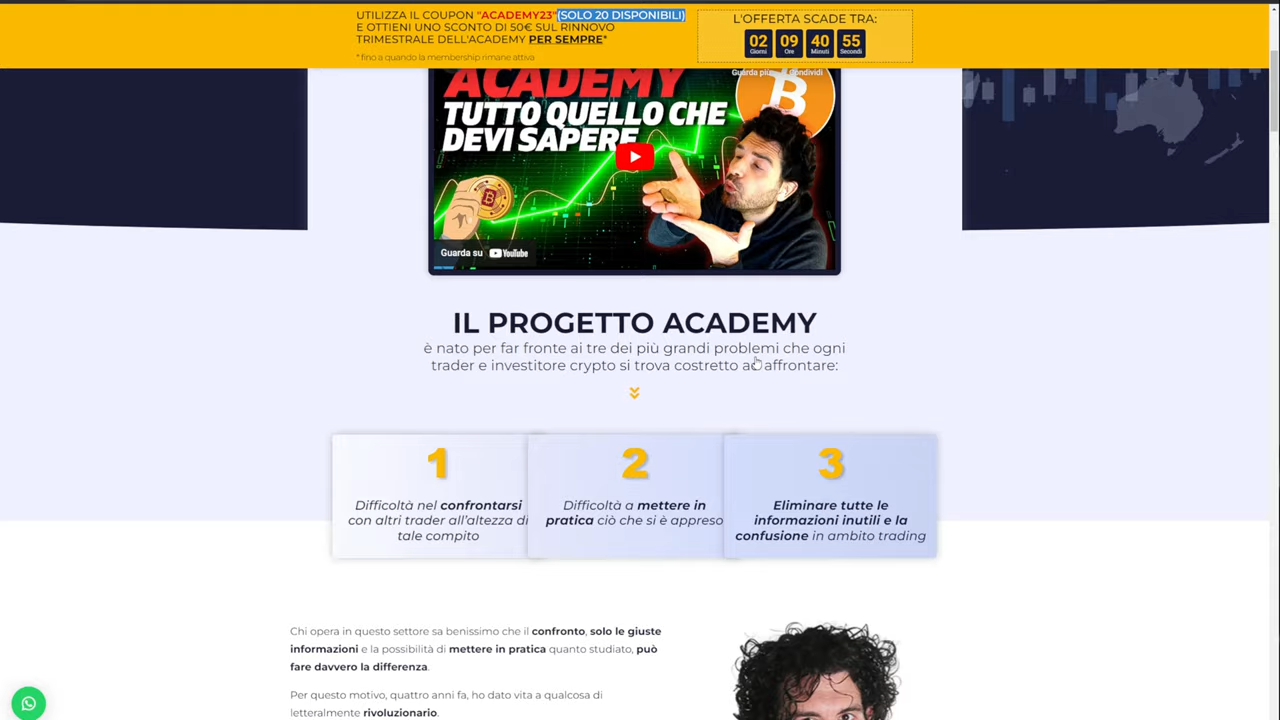 UTILIZZA IL COUPON "ACADEMY23"(SOLO 20 DISPONIBILI)
E OTTIENI UNO SCONTO DI 50€ SUL RINNOVO
TRIMESTRALE DELL'ACADEMY PER SEMPRE*
* fino a quando la membership rimane attiva
L'OFFERTA SCADE TRA:
02 09 40 55
Giorni Ore Minuti Secondi
Guarda più Condividi
ACADEMY
TUTTO QUELLO CHE
DEVI SAPERE
Guarda su YouTube
IL PROGETTO ACADEMY
è nato per far fronte ai tre dei più grandi problemi che ogni
trader e investitore crypto si trova costretto ad affrontare:
1
Difficoltà nel confrontarsi
con altri trader all'altezza di
tale compito
2
Difficoltà a mettere in
pratica ciò che si è appreso
3
Eliminare tutte le
informazioni inutili e la
confusione in ambito trading
Chi opera in questo settore sa benissimo che il confronto, solo le giuste
informazioni e la possibilità di mettere in pratica quanto studiato, può
fare davvero la differenza.
Per questo motivo, quattro anni fa, ho dato vita a qualcosa di
letteralmente rivoluzionario.